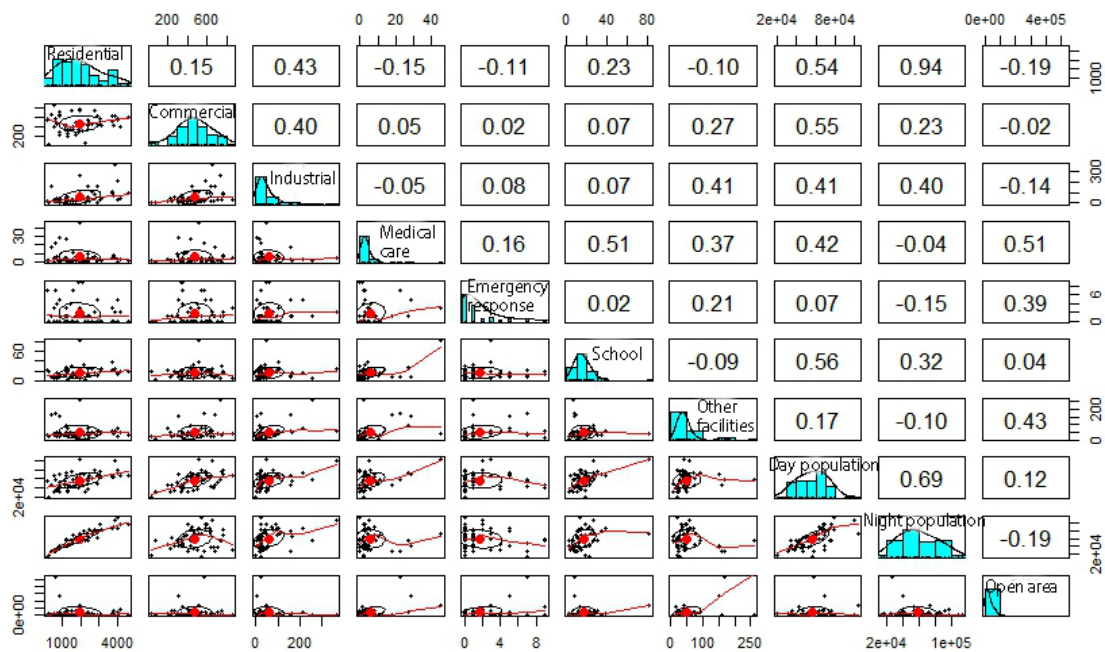 200 600 0 20 40 0 40 80 2e+04 8e+04 0e+00 4e+05
Residential 0.15 0.43 -0.15 -0.11 0.23 -0.10 0.54 0.94 -0.19 1000
200 Commercial 0.40 0.05 0.02 0.07 0.27 0.55 0.23 -0.02
Industrial -0.05 0.08 0.07 0.41 0.41 0.40 -0.14 0 300
0 30 Medical care 0.16 0.51 0.37 0.42 -0.04 0.51
Emergency response 0.02 0.21 0.07 -0.15 0.39 0 6
0 60 School -0.09 0.56 0.32 0.04
Other facilities 0.17 -0.10 0.43 0 200
2e+04 Day population 0.69 0.12
Night population -0.19 2e+04
0e+00 Open area
1000 4000 0 200 0 20 40 0 4 8 0 100 250 2e+04 1e+05